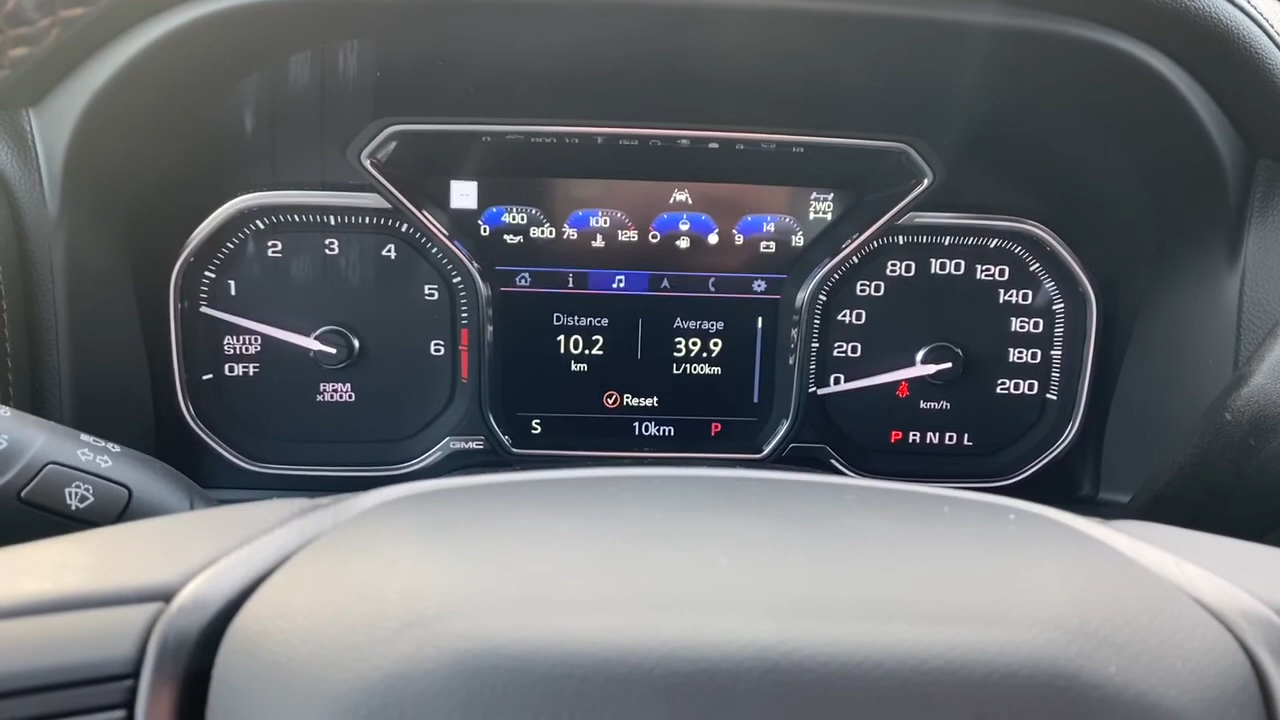 --
400
0 800
100
75 125
14
9 19
2WD
Distance
10.2
km
Average
39.9
L/100km
Reset
S 10km P
1 2 3 4 5 6
AUTO
STOP
OFF
RPM
x1000
GMC
0 20 40 60 80 100 120 140 160 180 200
km/h
P R N D L